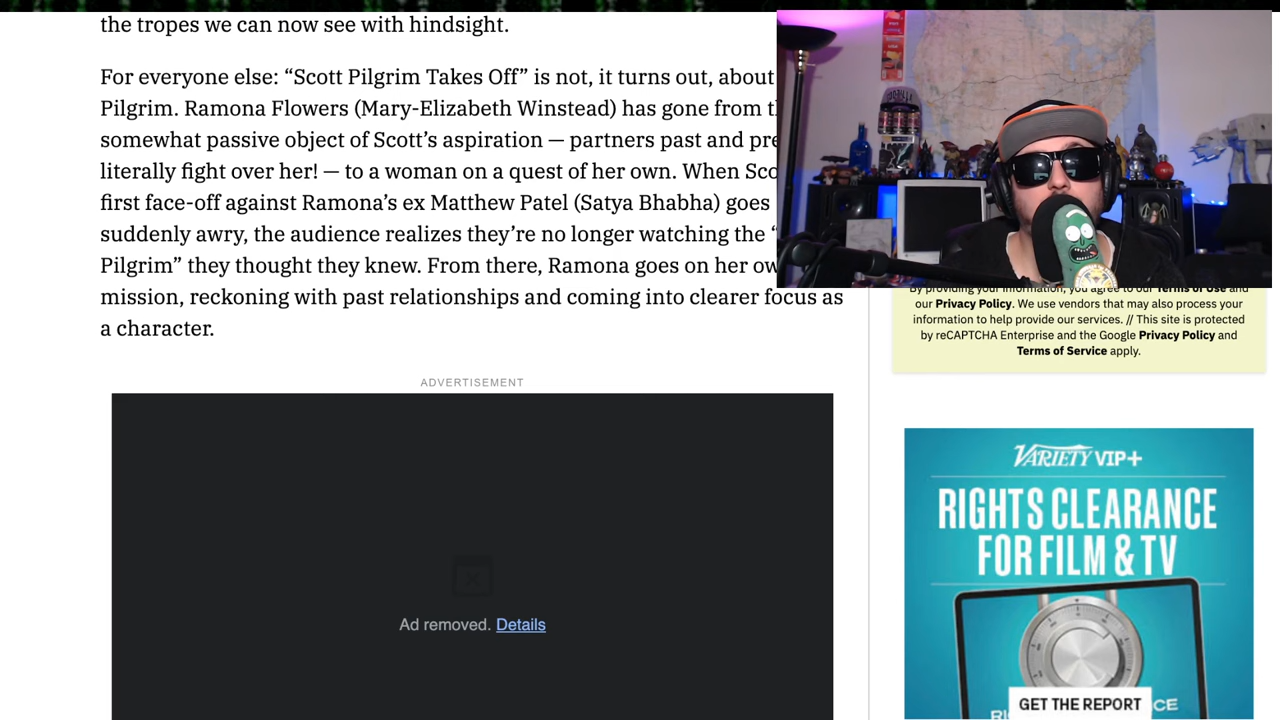 the tropes we can now see with hindsight.
For everyone else: “Scott Pilgrim Takes Off” is not, it turns out, about
Pilgrim. Ramona Flowers (Mary-Elizabeth Winstead) has gone from
somewhat passive object of Scott’s aspiration — partners past and
literally fight over her! — to a woman on a quest of her own. When
first face-off against Ramona’s ex Matthew Patel (Satya Bhabha) goes
suddenly awry, the audience realizes they’re no longer watching the “
Pilgrim” they thought they knew. From there, Ramona goes on her
mission, reckoning with past relationships and coming into clearer focus as
a character.
ADVERTISEMENT
Ad removed. Details
By providing your information, you agree to our Terms of Use and
our Privacy Policy. We use vendors that may also process your
information to help provide our services. // This site is protected
by reCAPTCHA Enterprise and the Google Privacy Policy and
Terms of Service apply.
VARIETY VIP+
RIGHTS CLEARANCE
FOR FILM & TV
GET THE REPORT